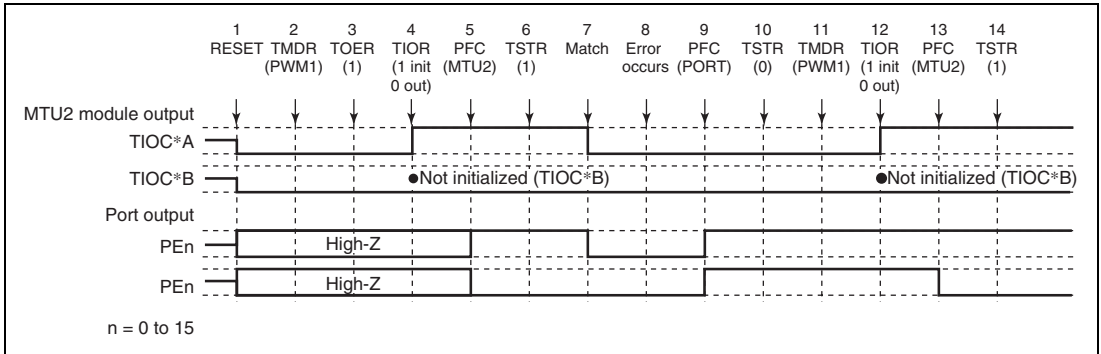 1 2 3 4 5 6 7 8 9 10 11 12 13 14
RESET TMDR TOER TIOR PFC TSTR Match Error PFC TSTR TMDR TIOR PFC TSTR
(PWM1) (1) (1 init (MTU2) (1) occurs (PORT) (0) (PWM1) (1 init (MTU2) (1)
0 out) 0 out)
MTU2 module output
TIOC*A
TIOC*B ●Not initialized (TIOC*B) ●Not initialized (TIOC*B)
Port output
PEn High-Z
PEn High-Z
n = 0 to 15